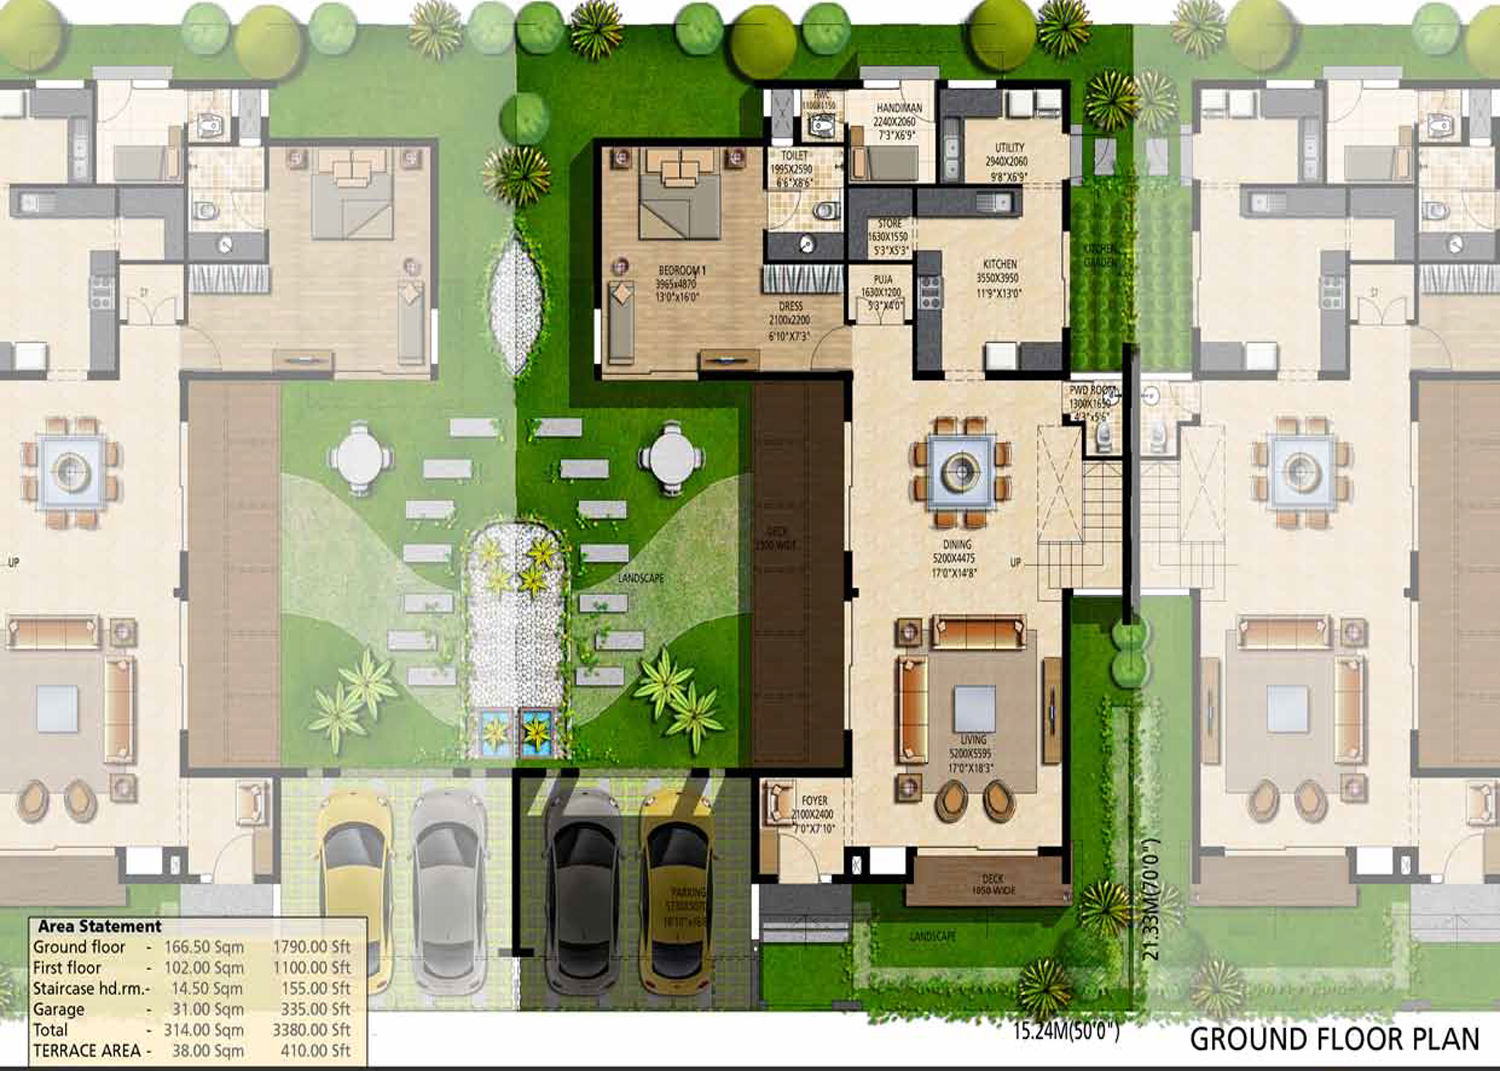 HWC
1100X1150
HANDIMAN
2240X2060
7'3"X6'9"
UTILITY
2940X2060
9'8"X6'9"
TOILET
1995X2590
6'6"X8'6"
STORE
1630X1550
5'3"X5'3"
KITCHEN
GARDEN
KITCHEN
3550X3950
11'9"X13'0"
BEDROOM 1
3965x4870
13'0"x16'0"
PUJA
1630X1200
5'3"X4'0"
DRESS
2100x2200
6'10"X7'3"
PWD ROOM
1300X1650
4'3"x5'6"
DECK
2300 WIDE
DINING
5200X4475
17'0"X14'8"
UP
UP
LANDSCAPE
LIVING
5200X5595
17'0"X18'3"
FOYER
2100X2400
7'0"X7'10"
PARKING
DECK
1050 WIDE
LANDSCAPE
21.33M(70'0")
15.24M(50'0")
GROUND FLOOR PLAN
Area Statement
Ground floor - 166.50 Sqm 1790.00 Sft
First floor - 102.00 Sqm 1100.00 Sft
Staircase hd.rm.- 14.50 Sqm 155.00 Sft
Garage - 31.00 Sqm 335.00 Sft
Total - 314.00 Sqm 3380.00 Sft
TERRACE AREA - 38.00 Sqm 410.00 Sft